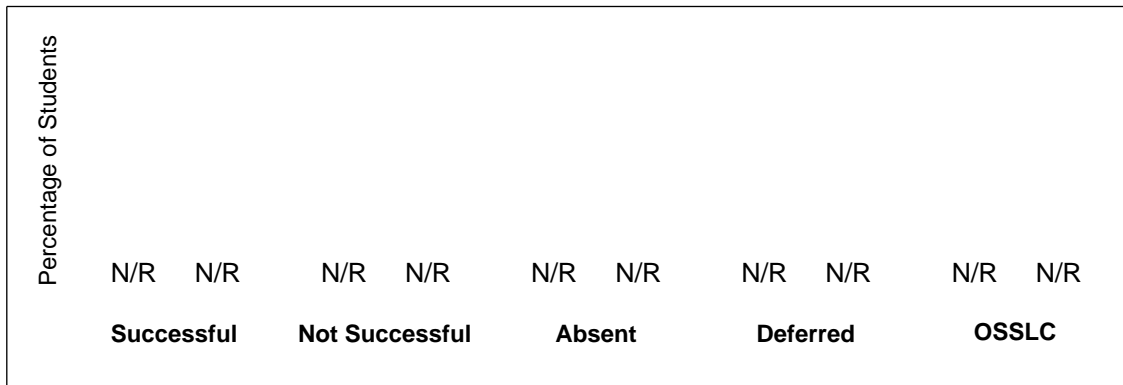 Percentage of Students
N/R N/R N/R N/R N/R N/R N/R N/R N/R N/R
Successful Not Successful Absent Deferred OSSLC